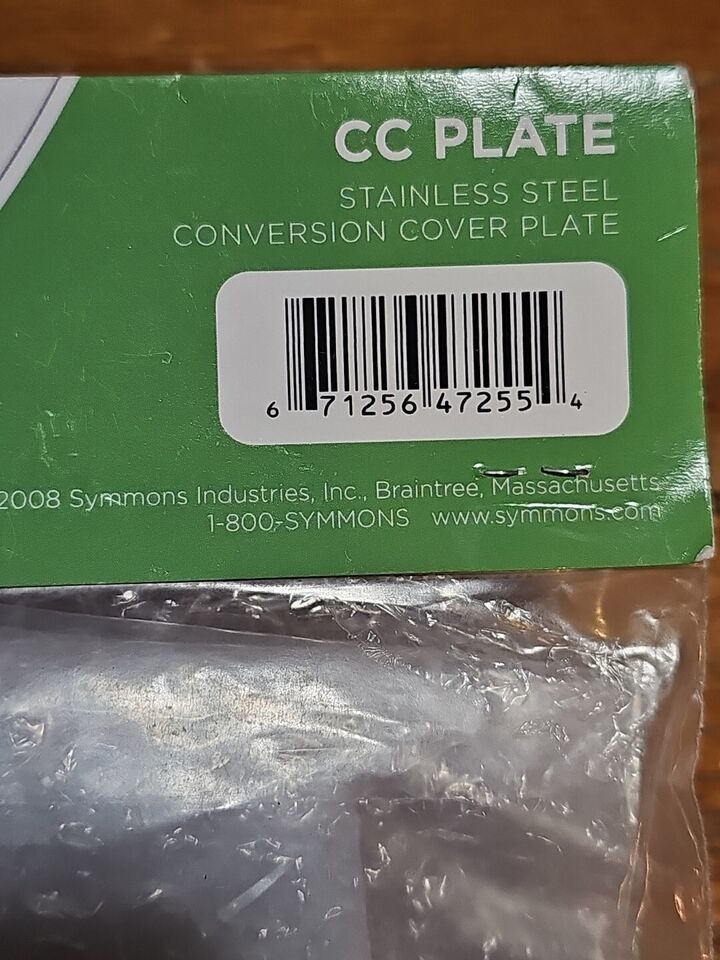 CC PLATE
STAINLESS STEEL
CONVERSION COVER PLATE
6 71256 47255 4
2008 Symmons Industries, Inc., Braintree, Massachusetts
1-800-SYMMONS www.symmons.com